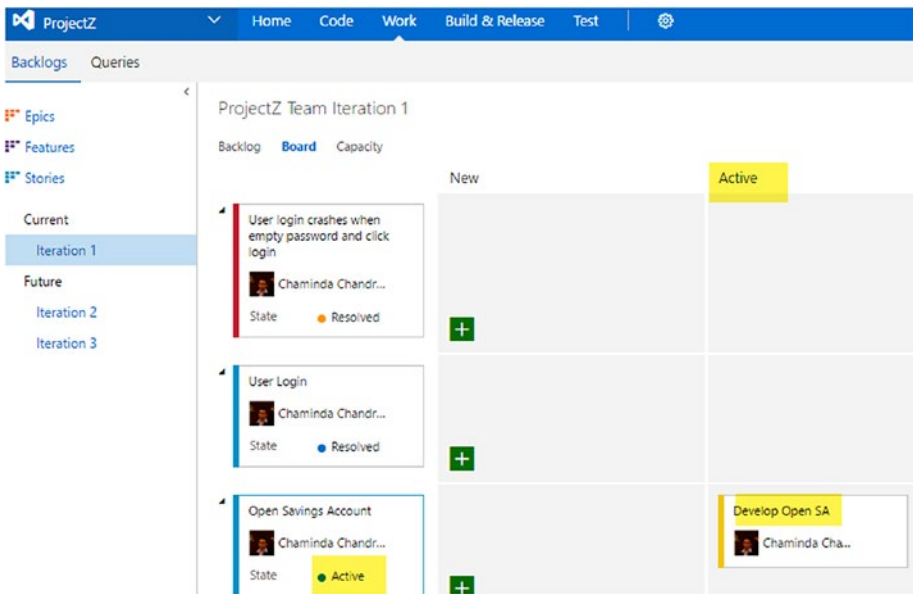 ProjectZ Home Code Work Build & Release Test
Backlogs Queries
Epics
Features
Stories
Current
Iteration 1
Future
Iteration 2
Iteration 3
ProjectZ Team Iteration 1
Backlog Board Capacity
New Active
User login crashes when
empty password and click
login
Chaminda Chandr...
State Resolved
User Login
Chaminda Chandr...
State Resolved
Open Savings Account
Chaminda Chandr...
State Active
Develop Open SA
Chaminda Cha...